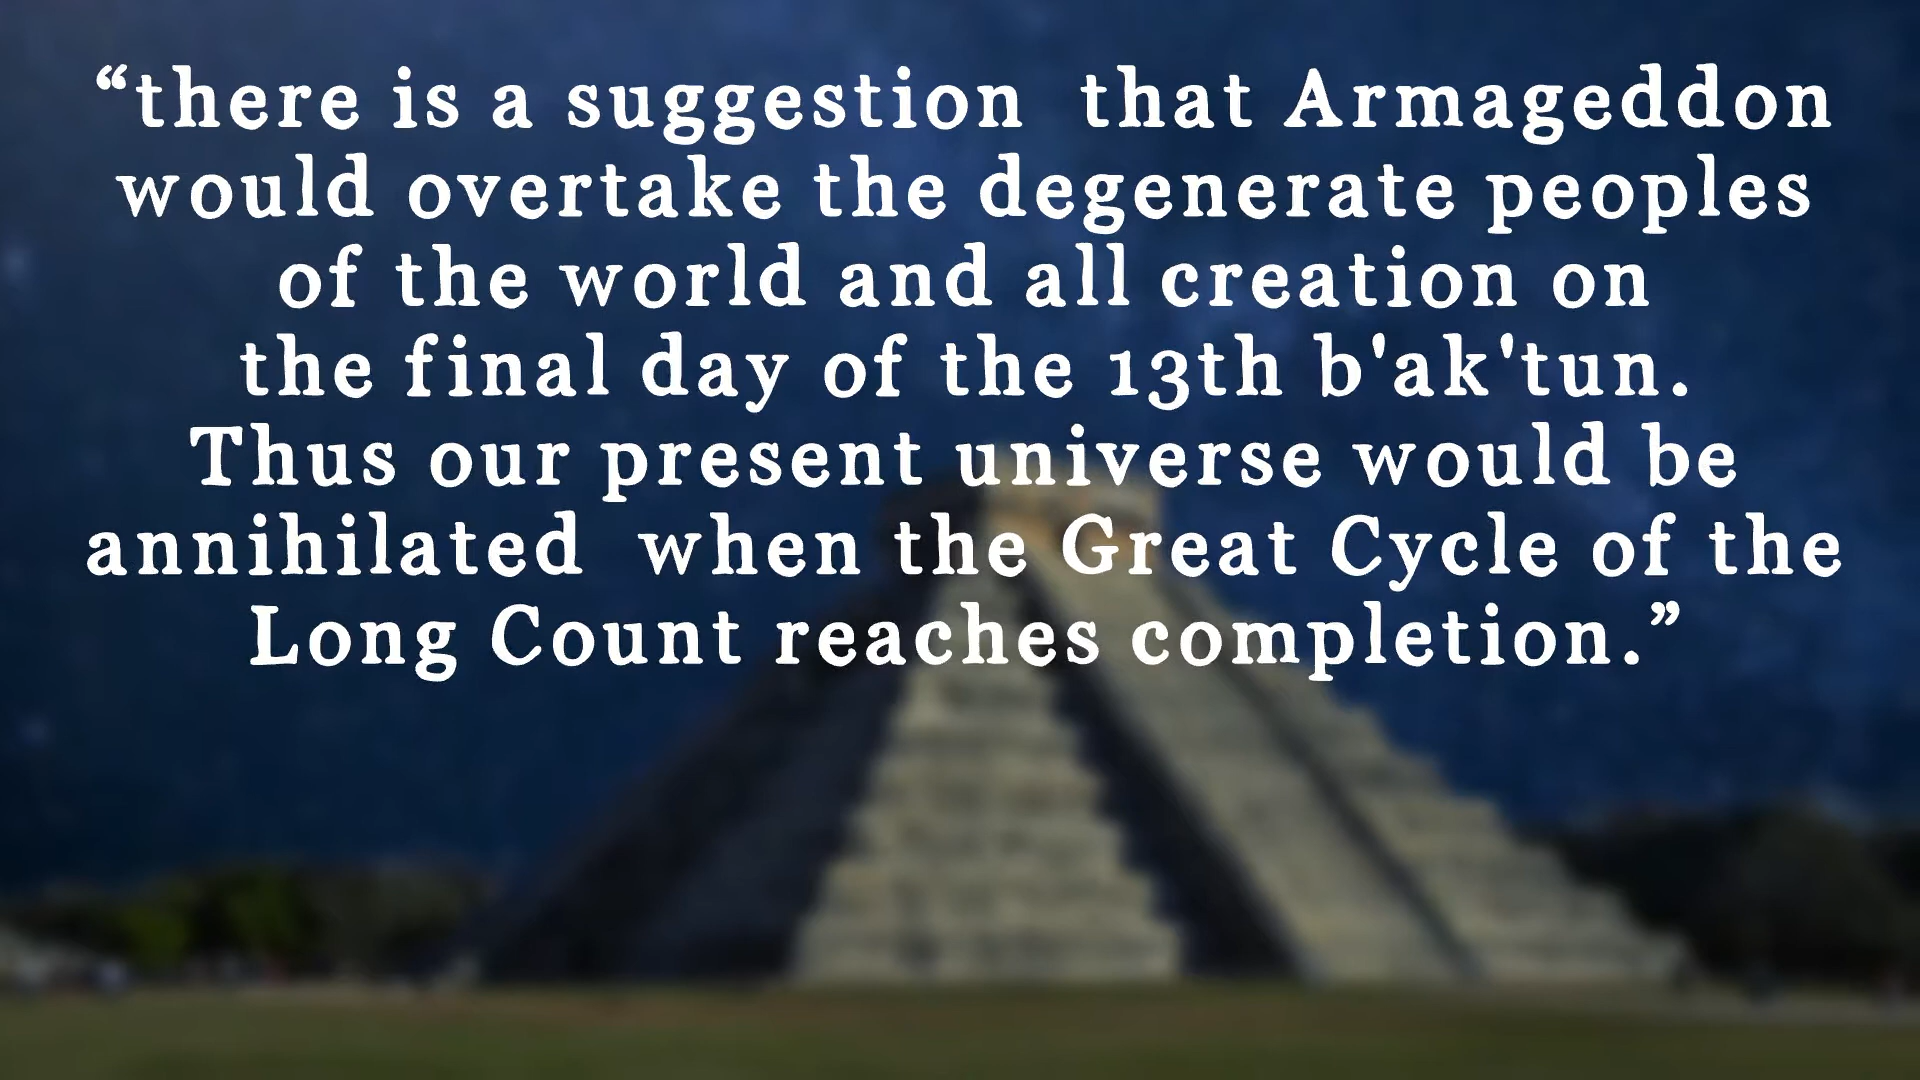 “there is a suggestion  that Armageddon
would overtake the degenerate peoples
of the world and all creation on
the final day of the 13th b'ak'tun.
Thus our present universe would be
annihilated  when the Great Cycle of the
Long Count reaches completion.”